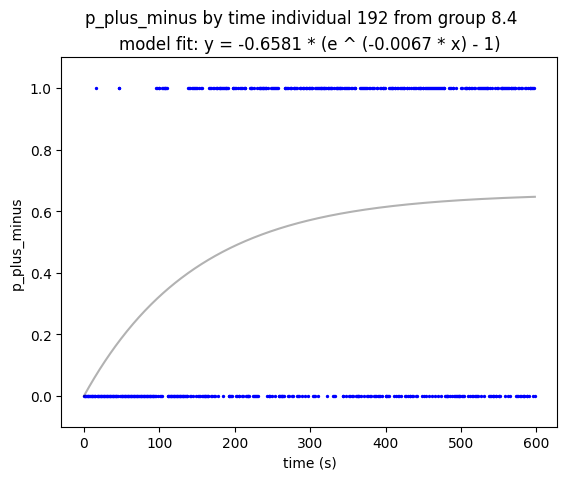 p_plus_minus by time individual 192 from group 8.4
model fit: y = -0.6581 * (e ^ (-0.0067 * x) - 1)
1.0
0.8
0.6
0.4
0.2
0.0
p_plus_minus
0 100 200 300 400 500 600
time (s)